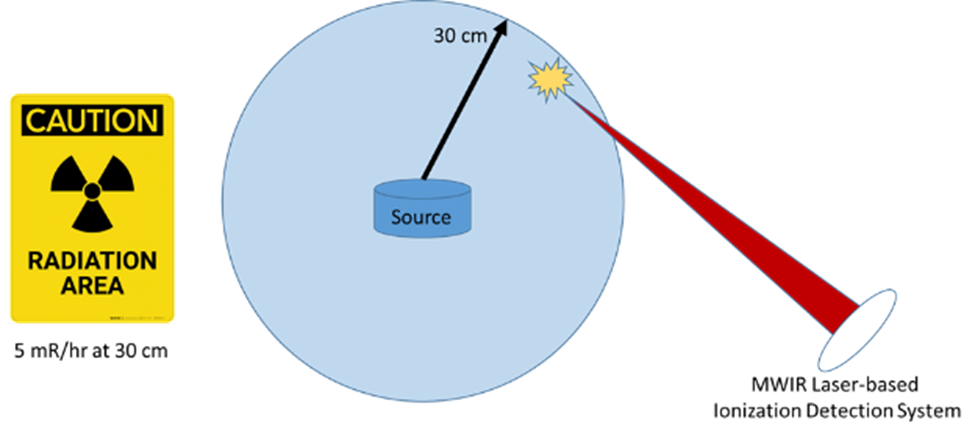 CAUTION
RADIATION
AREA
5 mR/hr at 30 cm
30 cm
Source
MWIR Laser-based
Ionization Detection System